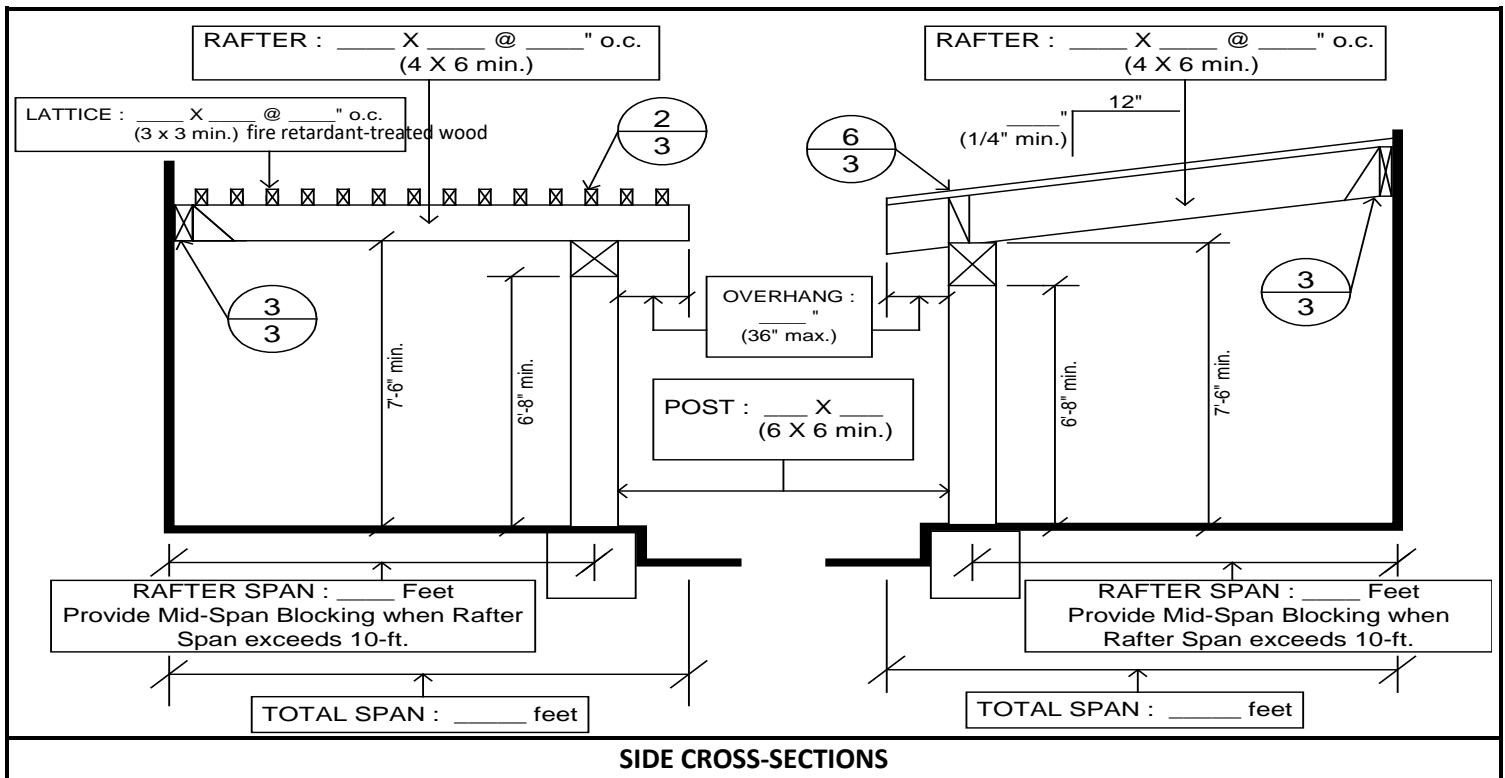 RAFTER : ____ X ____ @ ____" o.c.
(4 X 6 min.)
RAFTER : ____ X ____ @ ____" o.c.
(4 X 6 min.)
LATTICE : ____ X ____ @ ____" o.c.
(3 x 3 min.) fire retardant-treated wood
2
3
6
3
12"
____"
(1/4" min.)
3
3
3
3
OVERHANG :
____ "
(36" max.)
7'-6" min.
6'-8" min.
6'-8" min.
7'-6" min.
POST : ___ X ___
(6 X 6 min.)
RAFTER SPAN : ____ Feet
Provide Mid-Span Blocking when Rafter
Span exceeds 10-ft.
RAFTER SPAN : ____ Feet
Provide Mid-Span Blocking when
Rafter Span exceeds 10-ft.
TOTAL SPAN : _____ feet
TOTAL SPAN : _____ feet
SIDE CROSS-SECTIONS